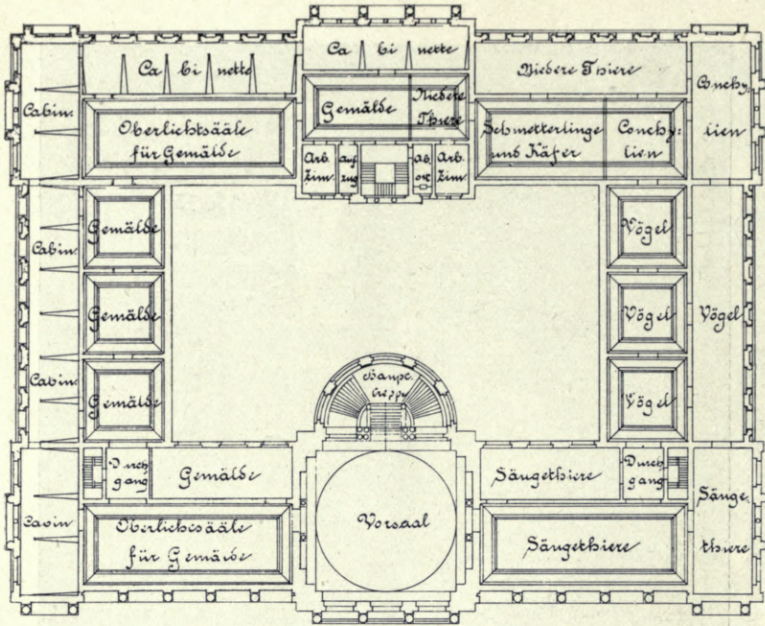 Ca bi nette
Cabin.
Oberlichtsääle
für Gemälde
Ca bi nette
Gemälde
Niedere
Thiere
Arb.
Zim
Auf
zug
Ab
ort
Arb.
Zim
Niedere Thiere
Schmetterlinge
und Käfer
Conchy:
lien
Conchy.
lien
Cabin.
Gemälde
Gemälde
Cabin.
Gemälde
Vögel
Vögel
Vögel
Vögel
Haupt
treppe
Durch
gang
Gemälde
Cabin
Oberlichtsääle
für Gemälde
Vorsaal
Säugethiere
Durch
gang
Säugethiere
Säuge.
thiere